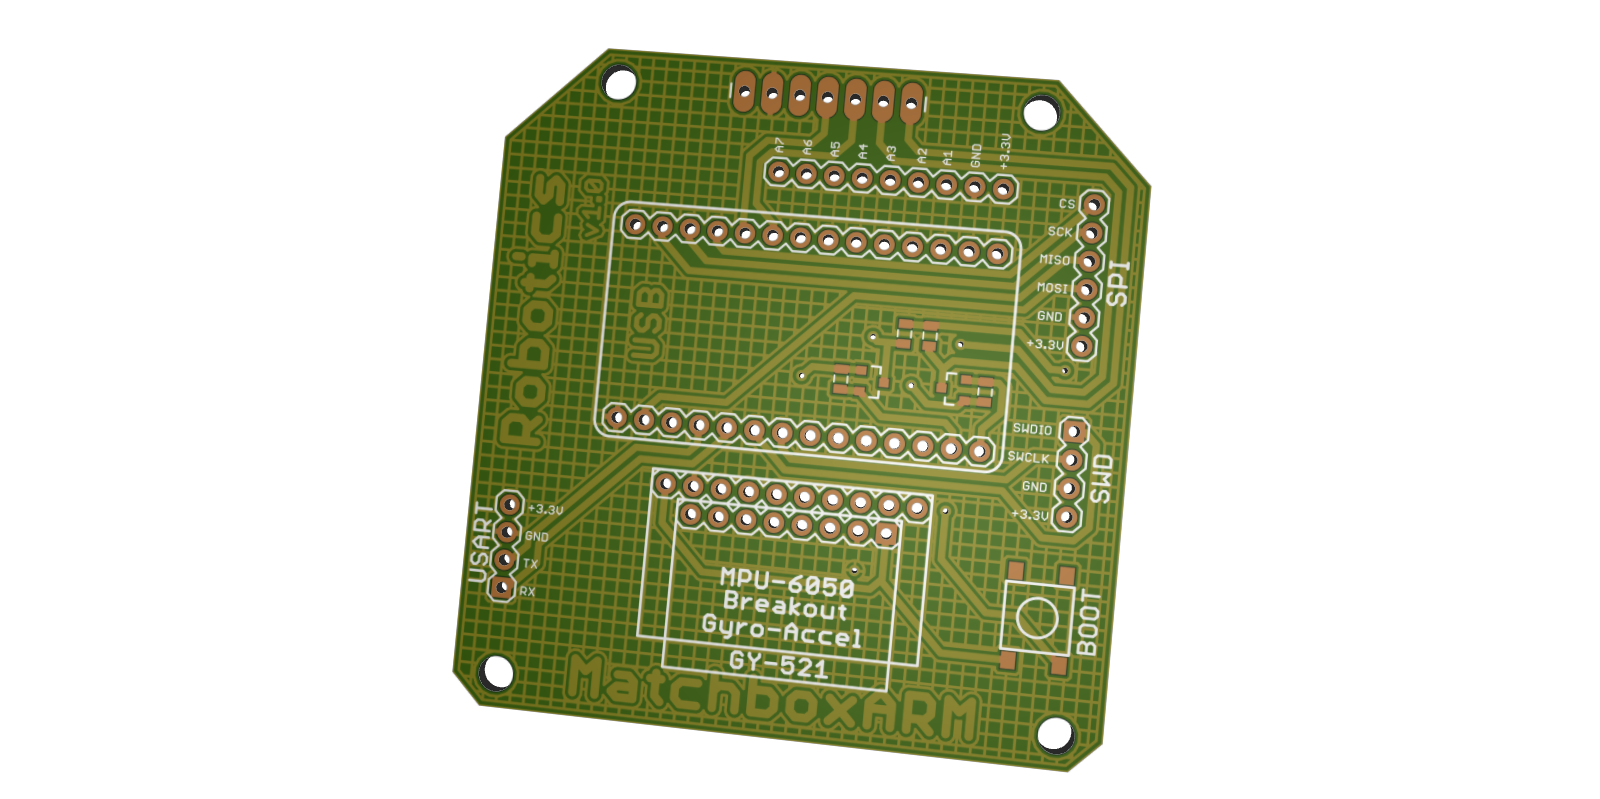 A7
A6
A5
A4
A3
A2
A1
GND
+3.3V
Robotics
V1.0
USB
CS
SCK
MISO
MOSI
GND
+3.3V
SPI
SWDIO
SWCLK
GND
+3.3V
SWD
USART
+3.3V
GND
TX
RX
MPU-6050
Breakout
Gyro-Accel
GY-521
BOOT
MatchboxARM